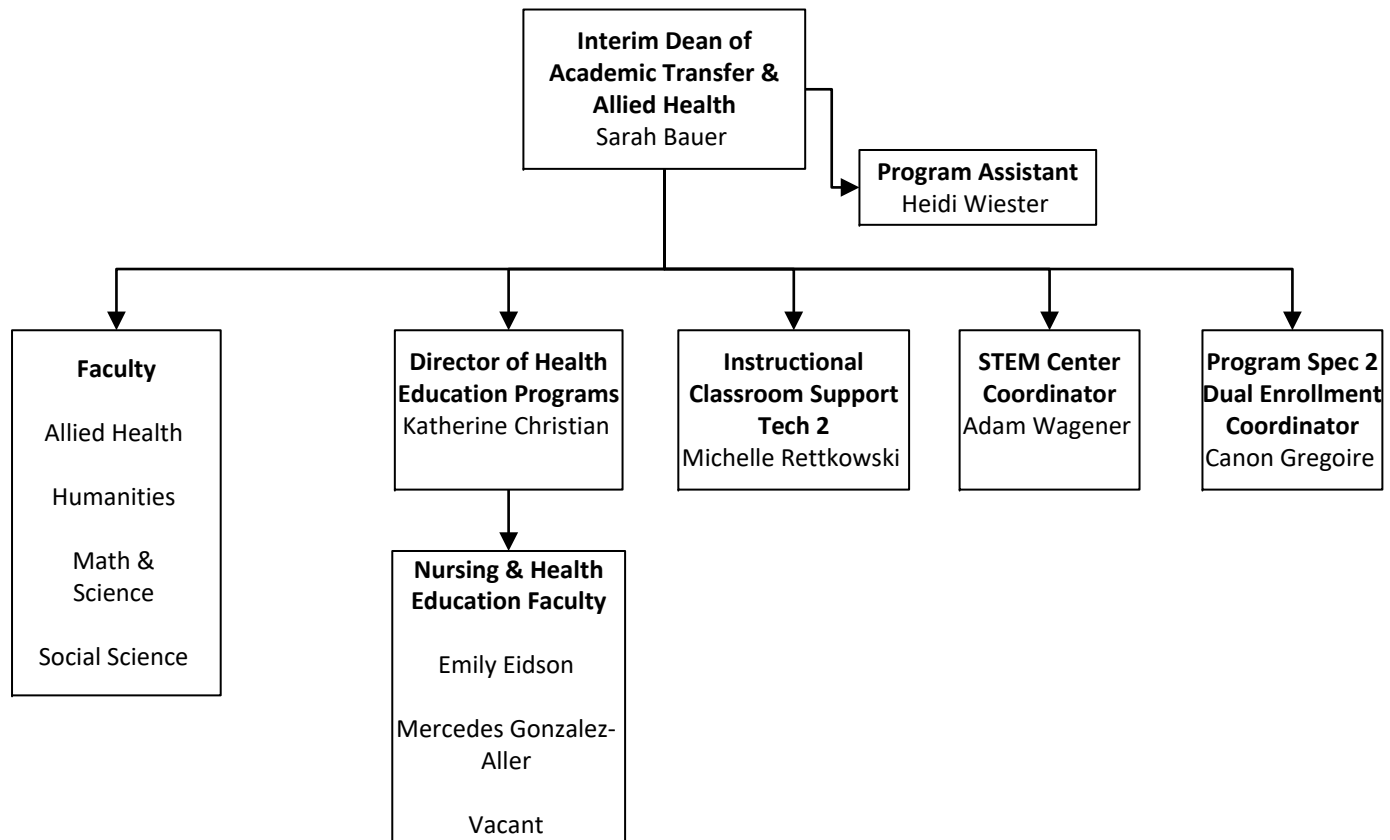 Interim Dean of
Academic Transfer &
Allied Health
Sarah Bauer
Program Assistant
Heidi Wiester
Faculty
Allied Health
Humanities
Math &
Science
Social Science
Director of Health
Education Programs
Katherine Christian
Instructional
Classroom Support
Tech 2
Michelle Rettkowski
STEM Center
Coordinator
Adam Wagener
Program Spec 2
Dual Enrollment
Coordinator
Canon Gregoire
Nursing & Health
Education Faculty
Emily Eidson
Mercedes Gonzalez-
Aller
Vacant